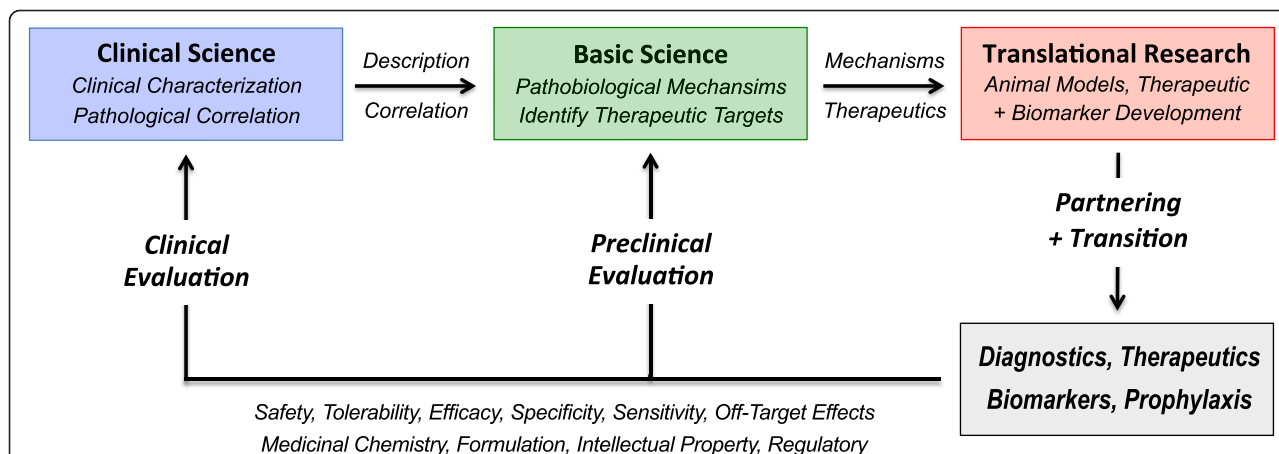 Clinical Science
Clinical Characterization
Pathological Correlation
Description
Correlation
Basic Science
Pathobiological Mechansims
Identify Therapeutic Targets
Mechanisms
Therapeutics
Translational Research
Animal Models, Therapeutic
+ Biomarker Development
Clinical
Evaluation
Preclinical
Evaluation
Partnering
+ Transition
Diagnostics, Therapeutics
Biomarkers, Prophylaxis
Safety, Tolerability, Efficacy, Specificity, Sensitivity, Off-Target Effects
Medicinal Chemistry, Formulation, Intellectual Property, Regulatory